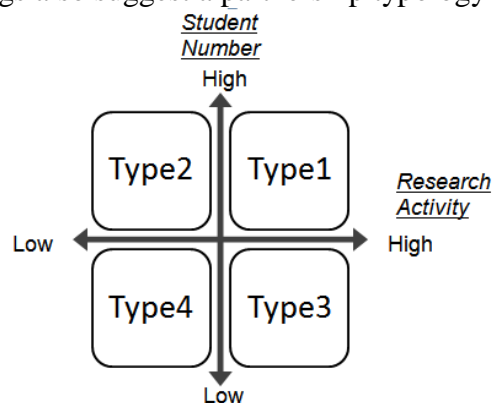 Student
Number
High
Type2 Type1
Research
Activity
Low High
Type4 Type3
Low